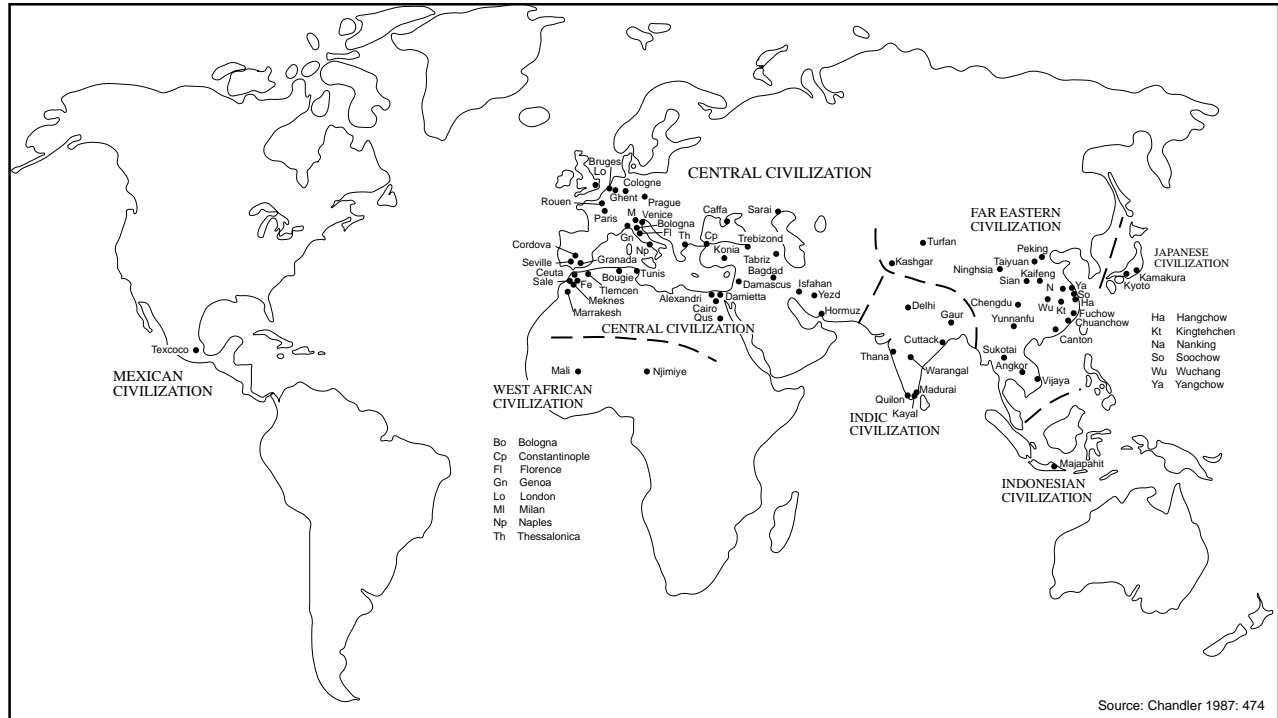 CENTRAL CIVILIZATION
Bruges
Lo
Cologne
Ghent
Prague
Rouen
Paris
M
Venice
Bologna
Fl
Gn
Np
Th
Cp
Caffa
Sarai
Trebizond
Konia
Tabriz
Bagdad
Damascus
Cordova
Seville
Granada
Ceuta
Sale
Fe
Bougie
Tunis
Tlemcen
Meknes
Marrakesh
Alexandri
Damietta
Cairo
Qus
Isfahan
Yezd
Hormuz
CENTRAL CIVILIZATION
FAR EASTERN
CIVILIZATION
Turfan
Kashgar
Peking
Taiyuan
Ninghsia
Kaifeng
Sian
N
Ya
So
Ha
Chengdu
Wu
Kt
Fuchow
Yunnanfu
Chuanchow
Canton
JAPANESE
CIVILIZATION
Kamakura
Kyoto
Delhi
Gaur
Cuttack
Thana
Warangal
Madurai
Quilon
Kayal
INDIC
CIVILIZATION
Sukotai
Angkor
Vijaya
Majapahit
INDONESIAN
CIVILIZATION
Texcoco
MEXICAN
CIVILIZATION
Mali
Njimiye
WEST AFRICAN
CIVILIZATION
Ha Hangchow
Kt Kingtehchen
Na Nanking
So Soochow
Wu Wuchang
Ya Yangchow
Bo Bologna
Cp Constantinople
Fl Florence
Gn Genoa
Lo London
Ml Milan
Np Naples
Th Thessalonica
Source: Chandler 1987: 474